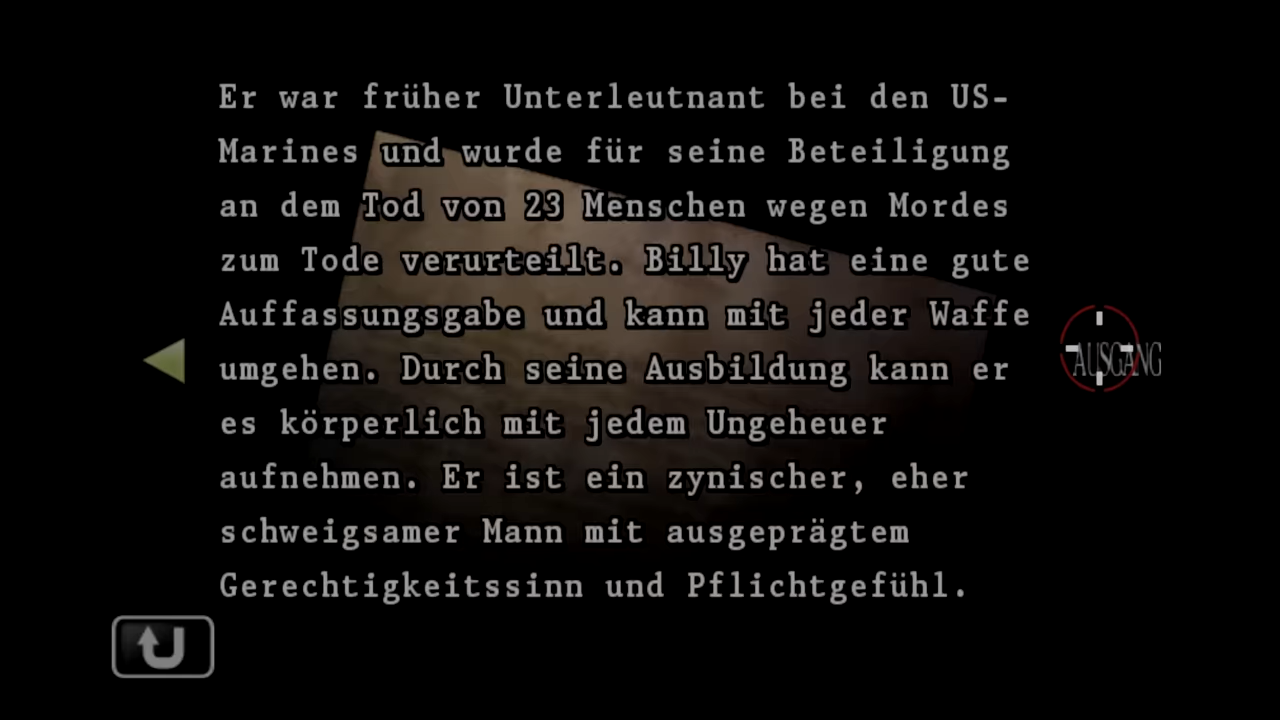 Er war früher Unterleutnant bei den US-
Marines und wurde für seine Beteiligung
an dem Tod von 23 Menschen wegen Mordes
zum Tode verurteilt. Billy hat eine gute
Auffassungsgabe und kann mit jeder Waffe
umgehen. Durch seine Ausbildung kann er
es körperlich mit jedem Ungeheuer
aufnehmen. Er ist ein zynischer, eher
schweigsamer Mann mit ausgeprägtem
Gerechtigkeitssinn und Pflichtgefühl.
AUSGANG